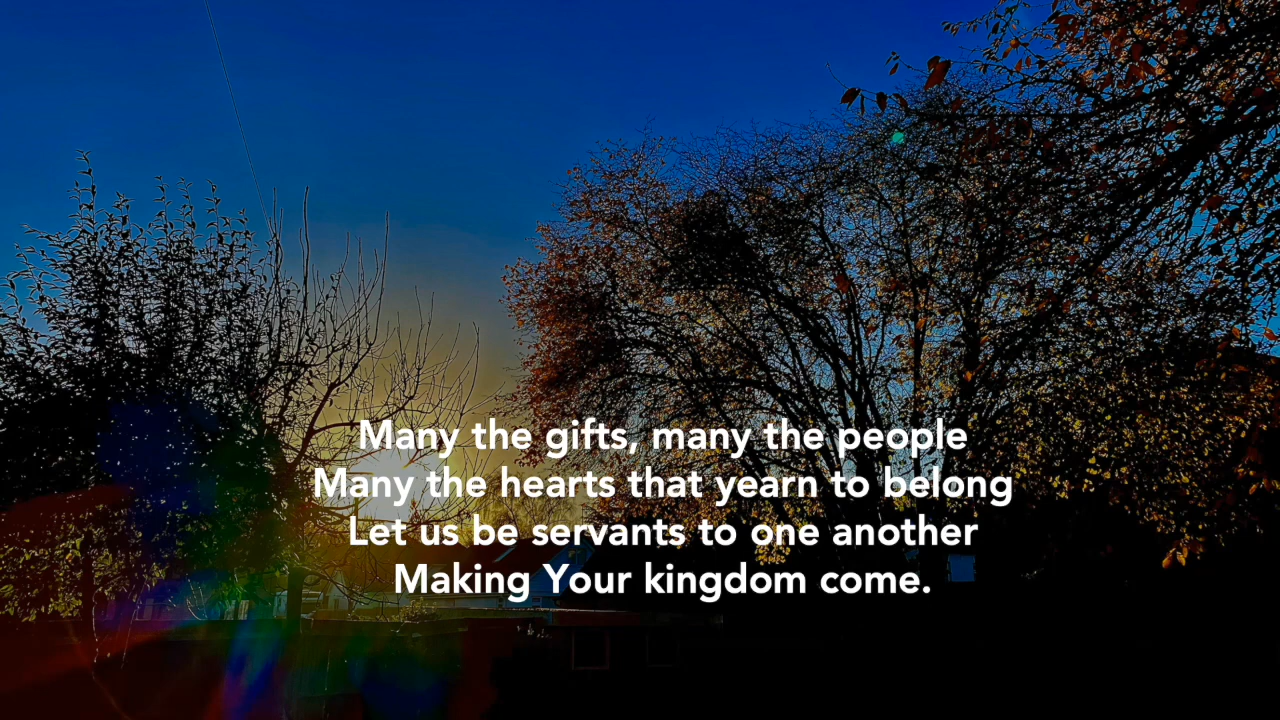 Many the gifts, many the people
Many the hearts that yearn to belong
Let us be servants to one another
Making Your kingdom come.